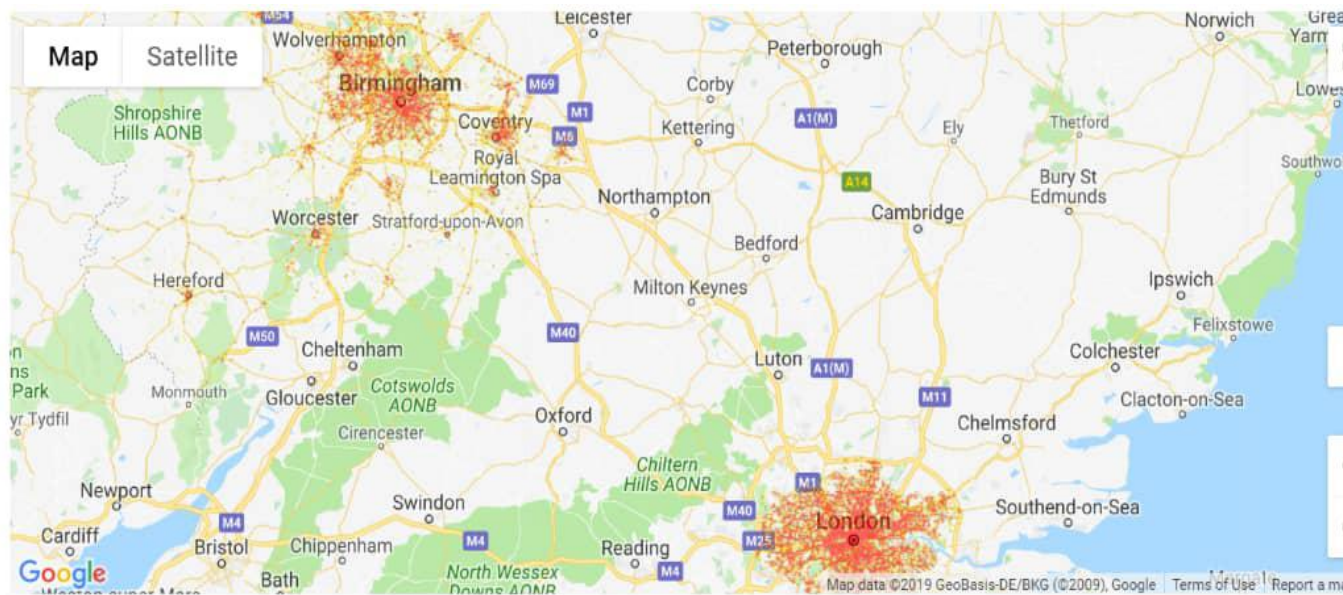 M54
Leicester
Norwich
Wolverhampton
Peterborough
Map Satellite
Birmingham
M69
Corby
Shropshire
Hills AONB
M1
A1(M)
Coventry
M6
Kettering
Ely
Thetford
Royal
Leamington Spa
A14
Bury St
Edmunds
Northampton
Worcester
Stratford-upon-Avon
Cambridge
Bedford
Hereford
Milton Keynes
Ipswich
M50
M40
Felixstowe
Cheltenham
Luton
A1(M)
Colchester
Monmouth
Gloucester
Cotswolds
AONB
M11
Clacton-on-Sea
Oxford
Cirencester
Chelmsford
Chiltern
Hills AONB
M1
Newport
Swindon
M40
Southend-on-Sea
M4
London
Cardiff
Bristol
Chippenham
M4
Reading
M25
M4
Google
Bath
North Wessex
Downs AONB
Map data ©2019 GeoBasis-DE/BKG (©2009), Google Terms of Use